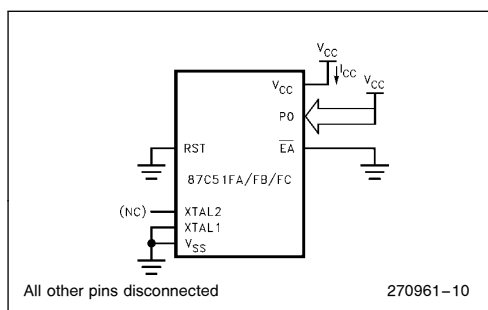 VCC
ICC
VCC
VCC
P0
RST
EA
87C51FA/FB/FC
(NC)
XTAL2
XTAL1
VSS
All other pins disconnected
270961–10